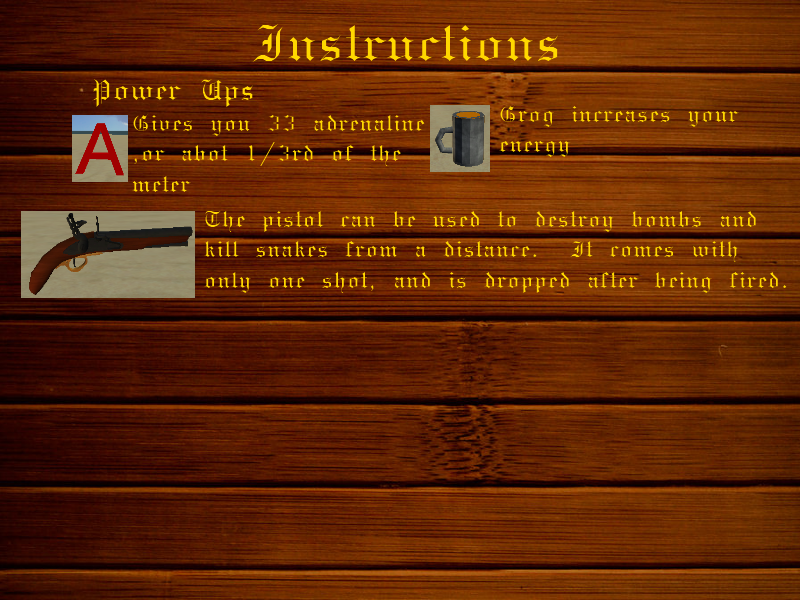 Instructions
Power Ups
A
Gives you 33 adrenaline
,or abot 1/3rd of the
meter
Grog increases your
energy
The pistol can be used to destroy bombs and
kill snakes from a distance. It comes with
only one shot, and is dropped after being fired.